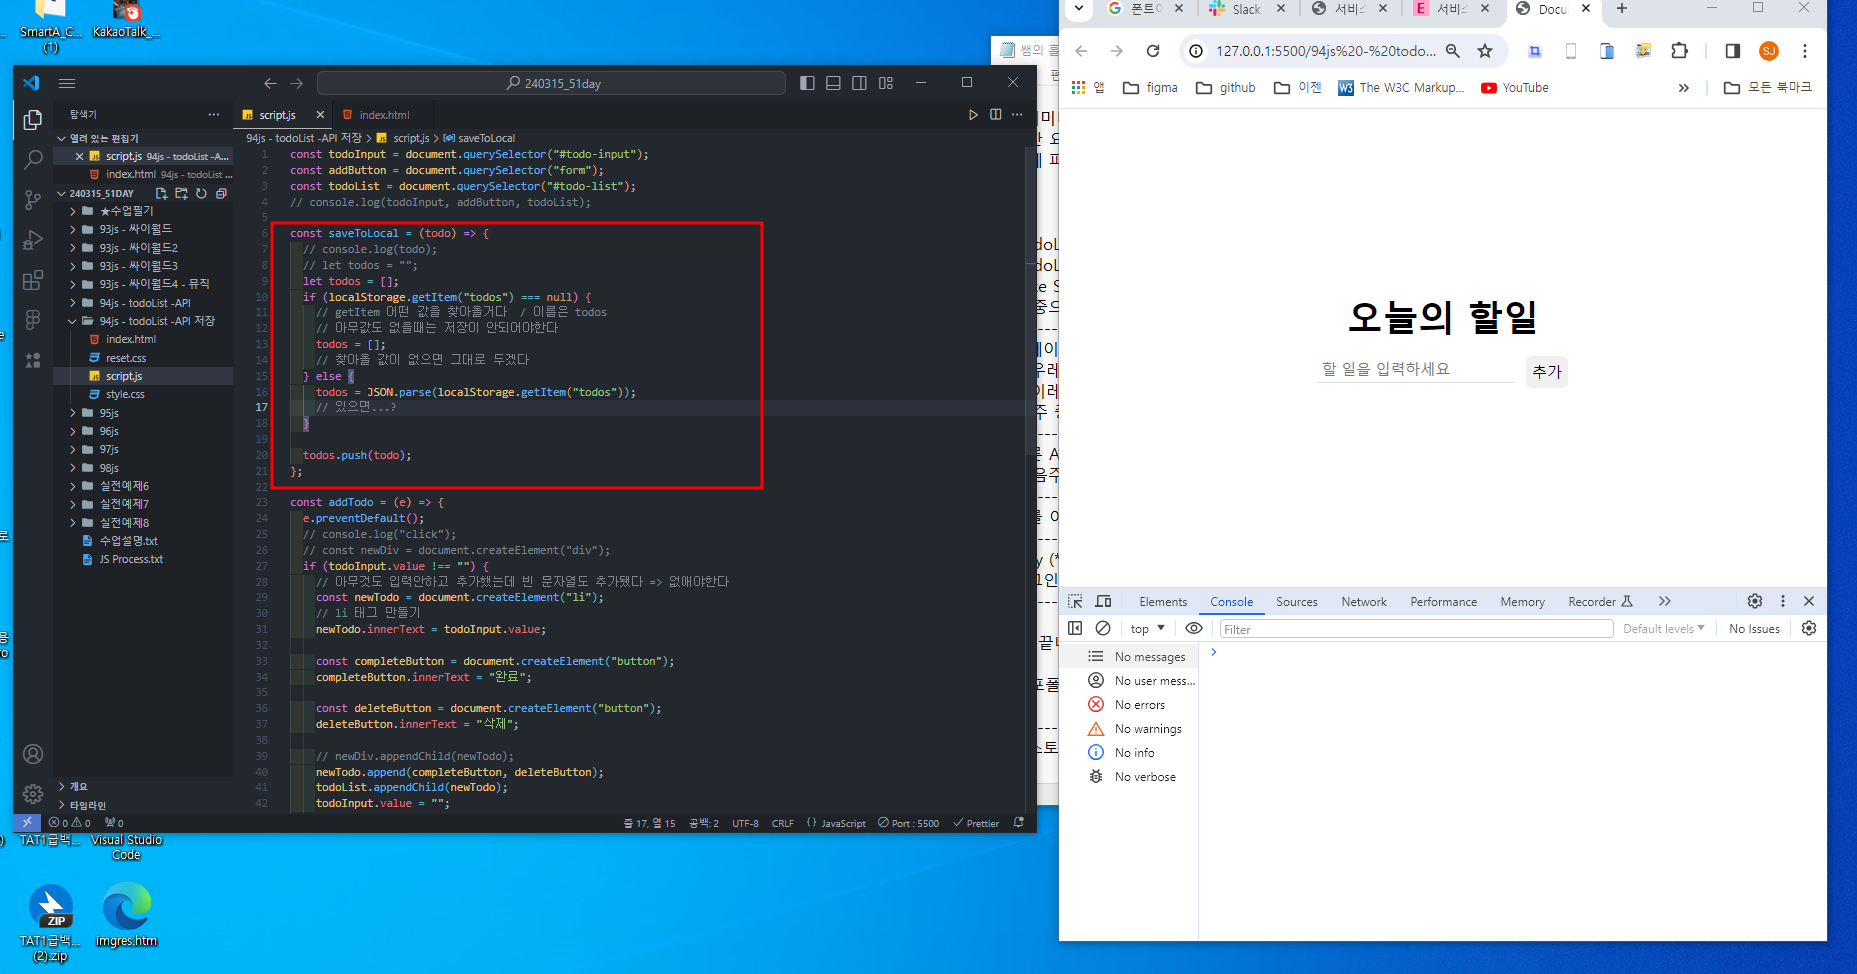 SmartA_C...
(1)
KakaoTalk_...
240315_51day
탐색기
열려 있는 편집기
script.js 94js - todoList -A...
index.html 94js - todoList ...
240315_51DAY
★수업필기
93js - 싸이월드
93js - 싸이월드2
93js - 싸이월드3
93js - 싸이월드4 - 뮤직
94js - todoList -API
94js - todoList -API 저장
index.html
reset.css
script.js
style.css
95js
96js
97js
98js
실전예제6
실전예제7
실전예제8
수업설명.txt
JS Process.txt
개요
타임라인
script.js
index.html
94js - todoList -API 저장 > script.js > saveToLocal
1 const todoInput = document.querySelector("#todo-input");
2 const addButton = document.querySelector("form");
3 const todoList = document.querySelector("#todo-list");
4 // console.log(todoInput, addButton, todoList);
5
6 const saveToLocal = (todo) => {
7 // console.log(todo);
8 // let todos = "";
9 let todos = [];
10 if (localStorage.getItem("todos") === null) {
11 // getItem 어떤 값을 찾아올거다 / 이름은 todos
12 // 아무값도 없을때는 저장이 안되어야한다
13 todos = [];
14 // 찾아올 값이 없으면 그대로 두겠다
15 } else {
16 todos = JSON.parse(localStorage.getItem("todos"));
17 // 있으면...?
18 }
19
20 todos.push(todo);
21 };
22
23 const addTodo = (e) => {
24 e.preventDefault();
25 // console.log("click");
26 // const newDiv = document.createElement("div");
27 if (todoInput.value !== "") {
28 // 아무것도 입력안하고 추가했는데 빈 문자열도 추가됐다 => 없애야한다
29 const newTodo = document.createElement("li");
30 // li 태그 만들기
31 newTodo.innerText = todoInput.value;
32
33 const completeButton = document.createElement("button");
34 completeButton.innerText = "완료";
35
36 const deleteButton = document.createElement("button");
37 deleteButton.innerText = "삭제";
38
39 // newDiv.appendChild(newTodo);
40 newTodo.append(completeButton, deleteButton);
41 todoList.appendChild(newTodo);
42 todoInput.value = "";
0 0 0
줄 17, 열 15 공백: 2 UTF-8 CRLF {} JavaScript Port : 5500 Prettier
TAT1급백...
Visual Studio
Code
ZIP
TAT1급백...
(2).zip
imgres.htm
쌤의
Slack
서비스
E 서비스
Docu
127.0.0.1:5500/94js%20-%20todo...
SJ
앱 figma github 이젠 W3 The W3C Markup... YouTube » 모든 북마크
오늘의 할일
할 일을 입력하세요
추가
Elements Console Sources Network Performance Memory Recorder
top Filter Default levels No Issues
No messages
No user mess...
No errors
No warnings
No info
No verbose